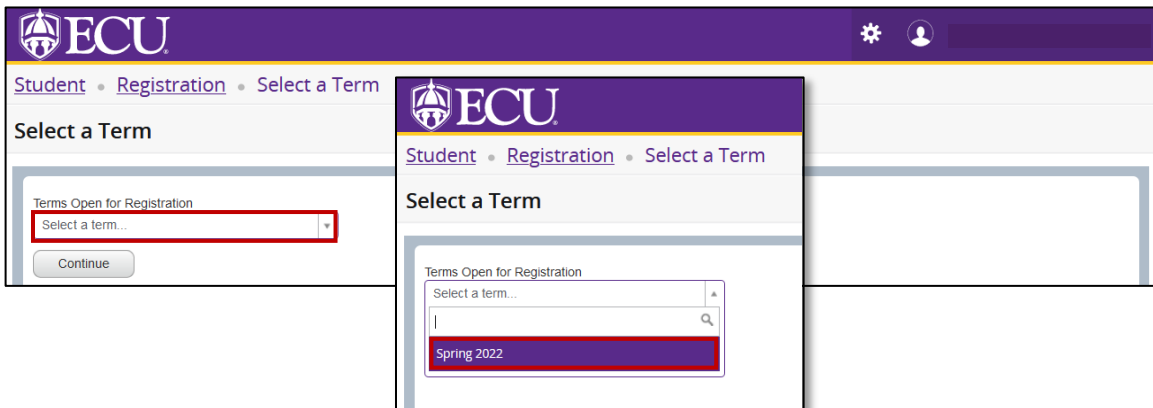 ECU
Student • Registration • Select a Term
Select a Term
Terms Open for Registration
Select a term...
Continue
ECU
Student • Registration • Select a Term
Select a Term
Terms Open for Registration
Select a term...
Spring 2022